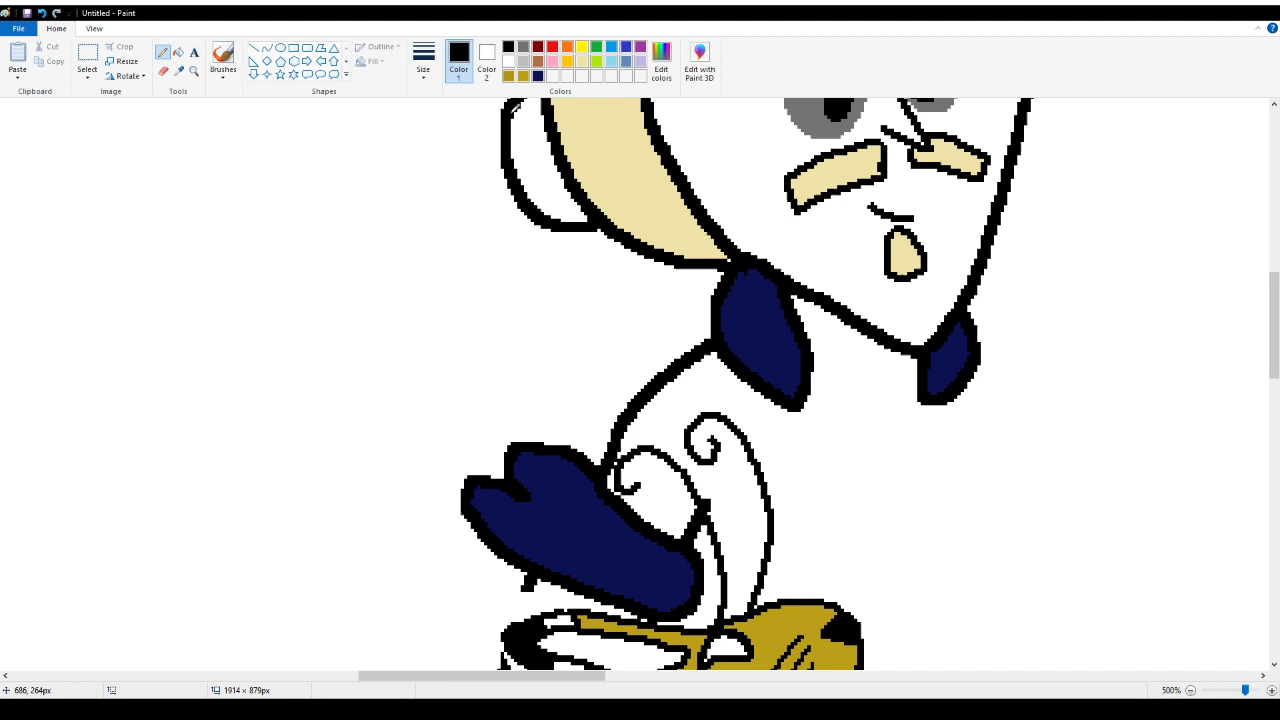 Untitled - Paint
File Home View
Paste Cut Copy Clipboard
Select Crop Resize Rotate Image
Tools
Brushes
Shapes Outline Fill
Size
Color 1 Color 2 Edit colors Colors
Edit with Paint 3D
686, 264px 1914 × 879px 500%